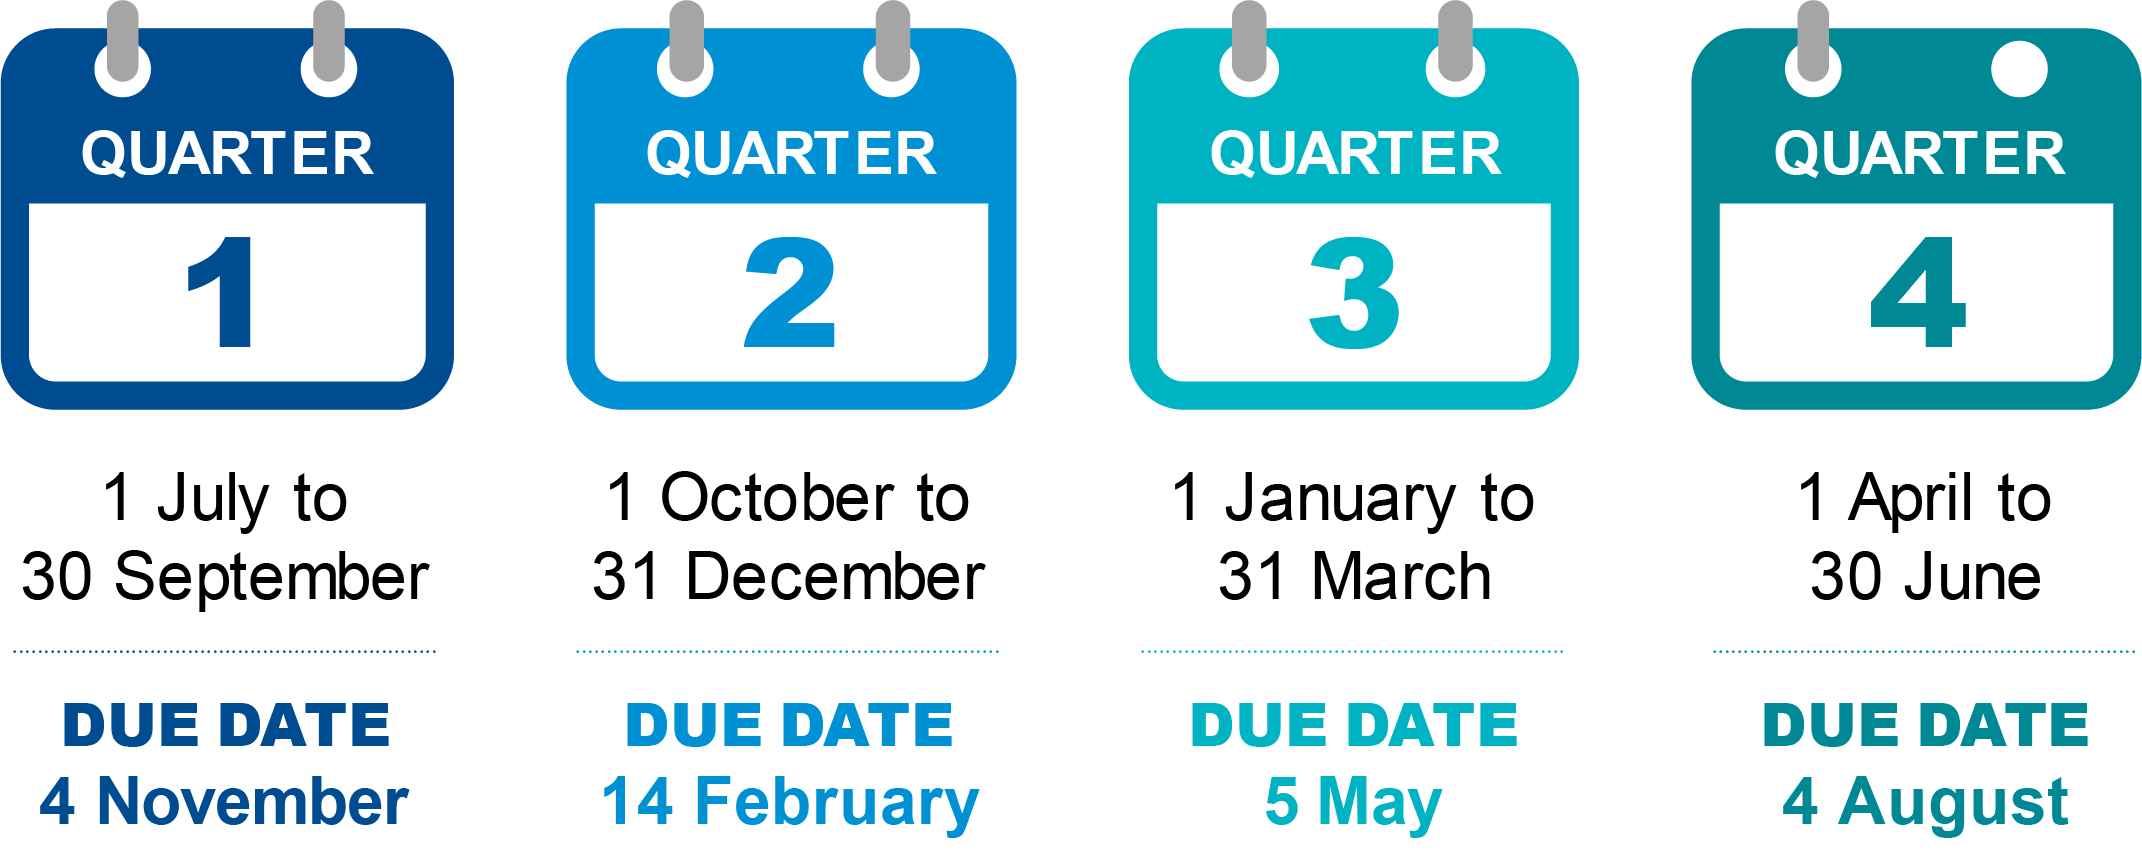 QUARTER
1
1 July to
30 September
DUE DATE
4 November
QUARTER
2
1 October to
31 December
DUE DATE
14 February
QUARTER
3
1 January to
31 March
DUE DATE
5 May
QUARTER
4
1 April to
30 June
DUE DATE
4 August